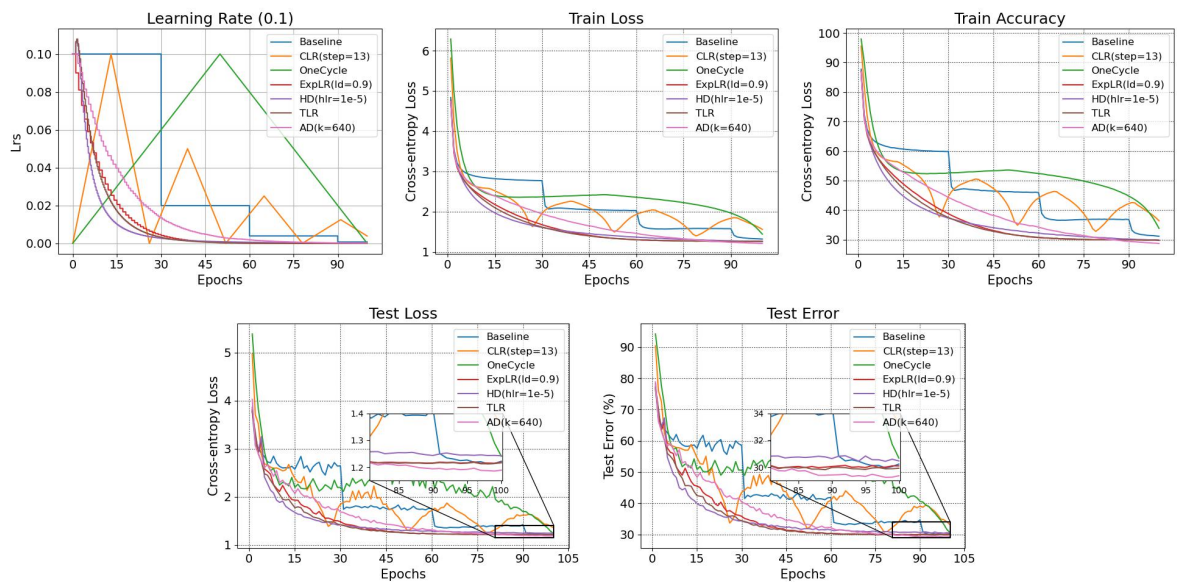 Learning Rate (0.1)
Lrs
0.10
0.08
0.06
0.04
0.02
0.00
Baseline
CLR(step=13)
OneCycle
ExpLR(ld=0.9)
HD(hlr=1e-5)
TLR
AD(k=640)
0 15 30 45 60 75 90
Epochs
Train Loss
Cross-entropy Loss
6
5
4
3
2
1
Baseline
CLR(step=13)
OneCycle
ExpLR(ld=0.9)
HD(hlr=1e-5)
TLR
AD(k=640)
0 15 30 45 60 75 90
Epochs
Train Accuracy
Cross-entropy Loss
100
90
80
70
60
50
40
30
Baseline
CLR(step=13)
OneCycle
ExpLR(ld=0.9)
HD(hlr=1e-5)
TLR
AD(k=640)
0 15 30 45 60 75 90
Epochs
Test Loss
Cross-entropy Loss
5
4
3
2
1
Baseline
CLR(step=13)
OneCycle
ExpLR(ld=0.9)
HD(hlr=1e-5)
TLR
AD(k=640)
1.4
1.3
1.2
85 90 95 100
0 15 30 45 60 75 90 105
Epochs
Test Error
Test Error (%)
90
80
70
60
50
40
30
Baseline
CLR(step=13)
OneCycle
ExpLR(ld=0.9)
HD(hlr=1e-5)
TLR
AD(k=640)
34
32
30
85 90 95 100
0 15 30 45 60 75 90 105
Epochs